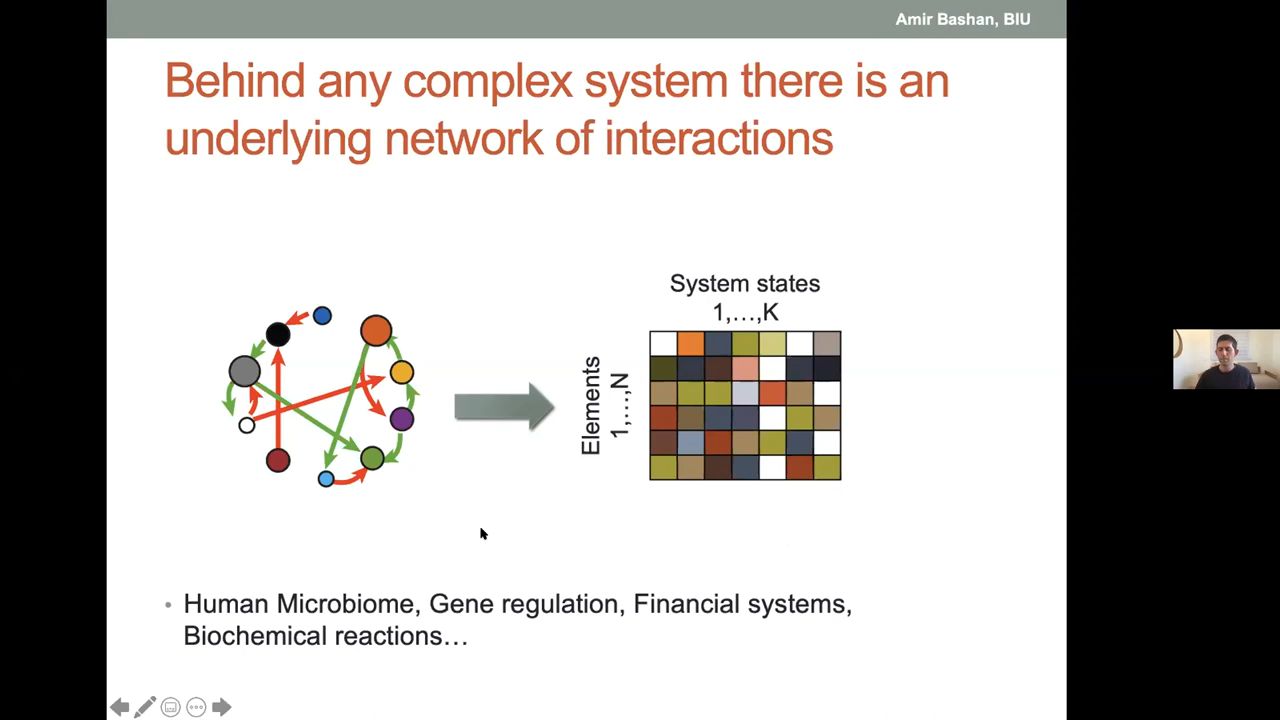 Amir Bashan, BIU
Behind any complex system there is an
underlying network of interactions
System states
1,…,K
Elements
1,…,N
• Human Microbiome, Gene regulation, Financial systems,
Biochemical reactions…